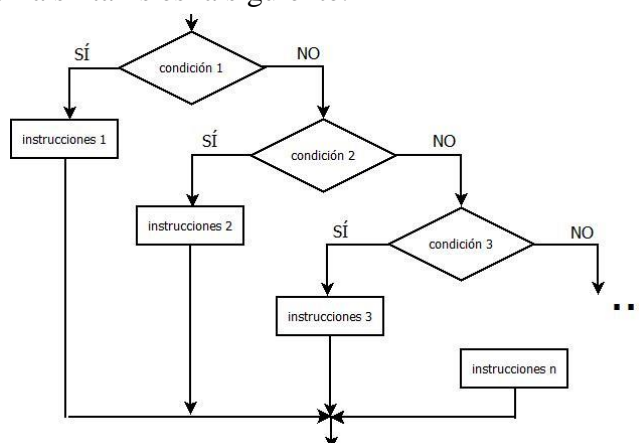 SÍ
NO
condición 1
instrucciones 1
SÍ
NO
condición 2
instrucciones 2
SÍ
NO
condición 3
instrucciones 3
..
instrucciones n